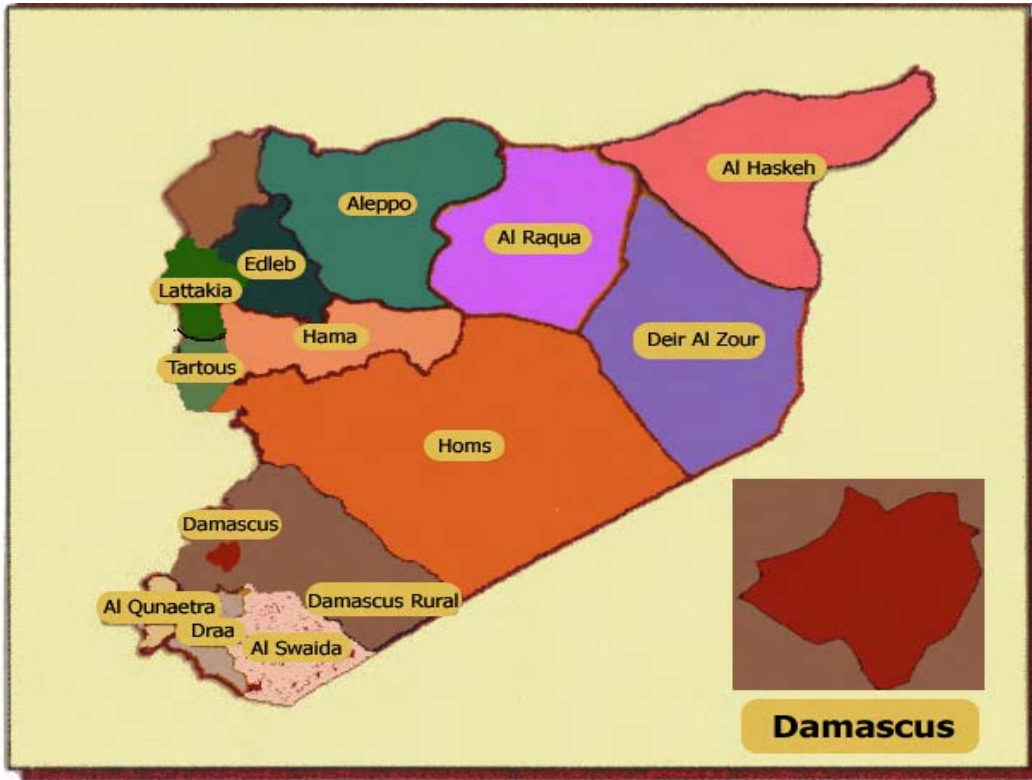 Al Haskeh
Aleppo
Al Raqua
Edleb
Lattakia
Hama
Deir Al Zour
Tartous
Homs
Damascus
Damascus Rural
Al Qunaetra
Draa
Al Swaida
Damascus